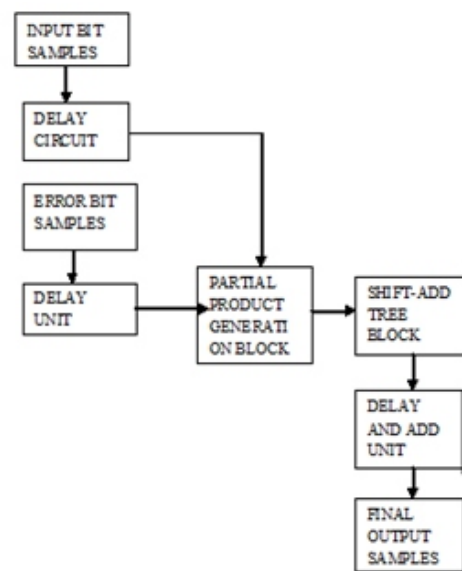 INPUT BIT
SAMPLES
DELAY
CIRCUIT
ERROR BIT
SAMPLES
DELAY
UNIT
PARTIAL
PRODUCT
GENERATI
ON BLOCK
SHIFT-ADD
TREE
BLOCK
DELAY
AND ADD
UNIT
FINAL
OUTPUT
SAMPLES